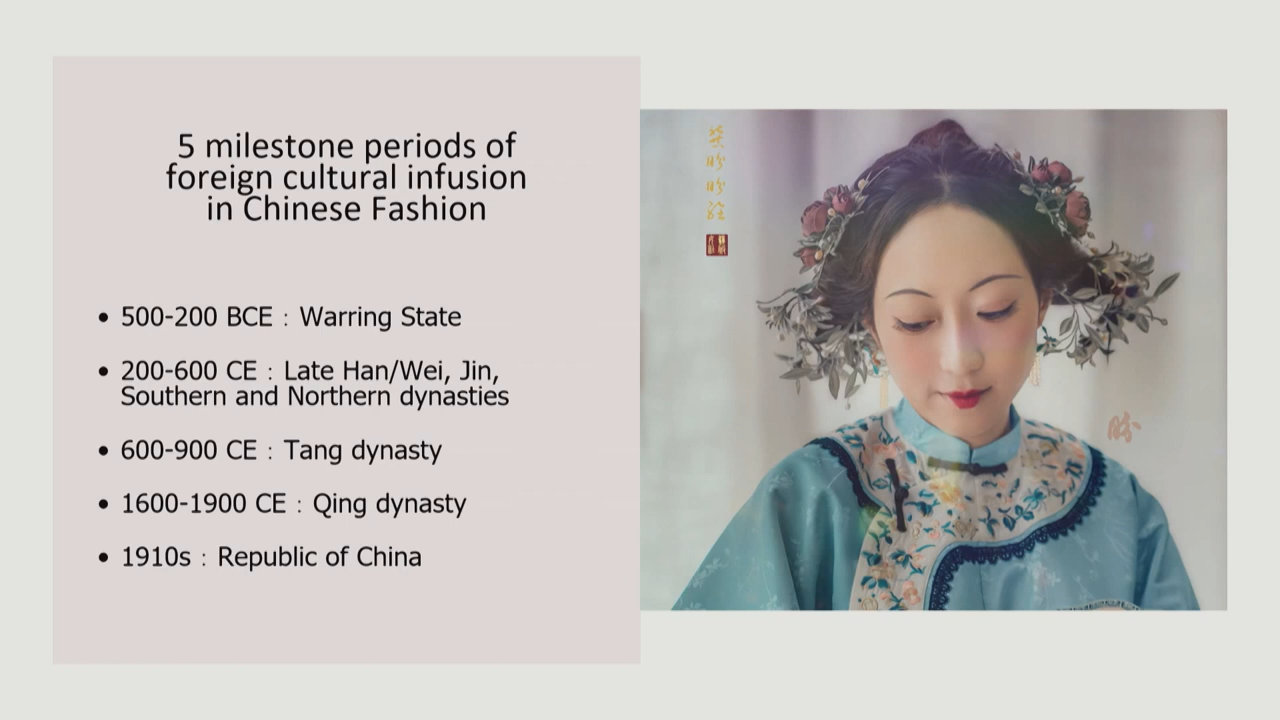 5 milestone periods of
foreign cultural infusion
in Chinese Fashion
• 500-200 BCE : Warring State
• 200-600 CE : Late Han/Wei, Jin,
Southern and Northern dynasties
• 600-900 CE : Tang dynasty
• 1600-1900 CE : Qing dynasty
• 1910s : Republic of China